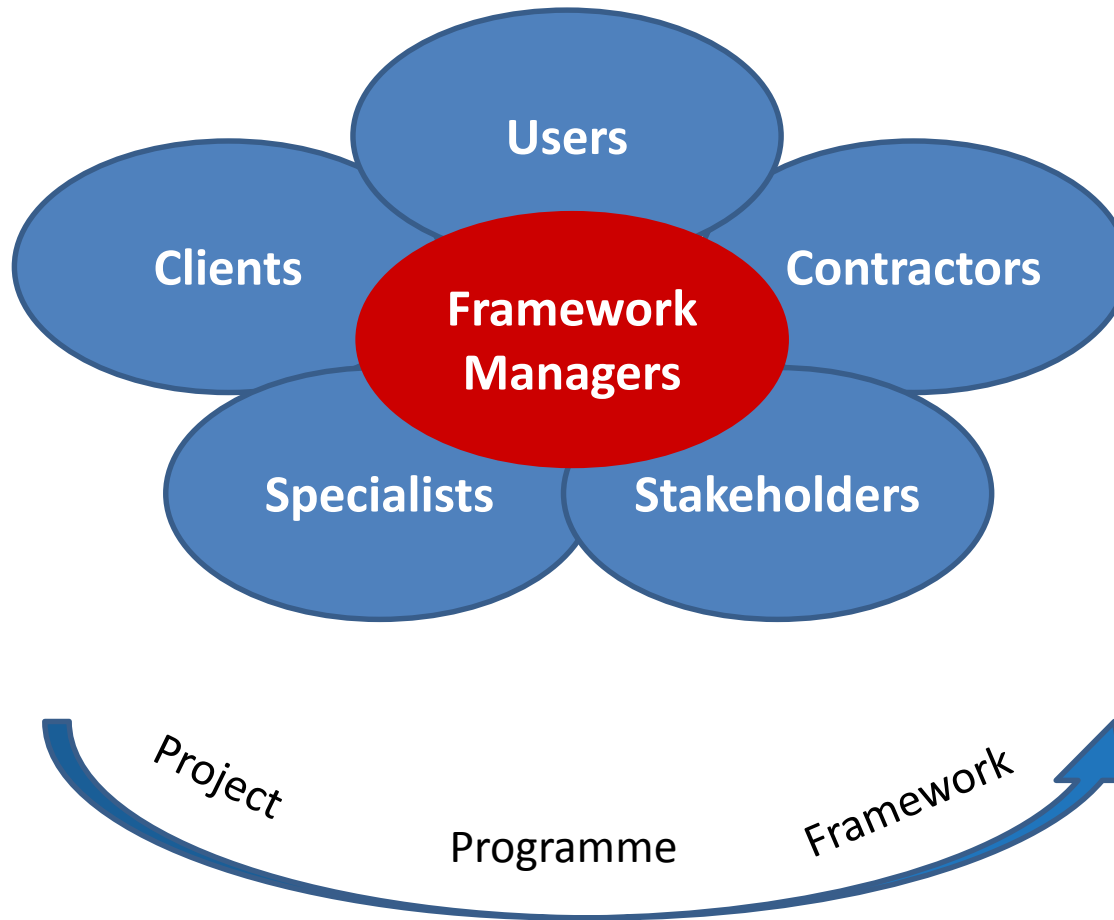 Users
Clients
Contractors
Framework
Managers
Specialists
Stakeholders
Project
Programme
Framework